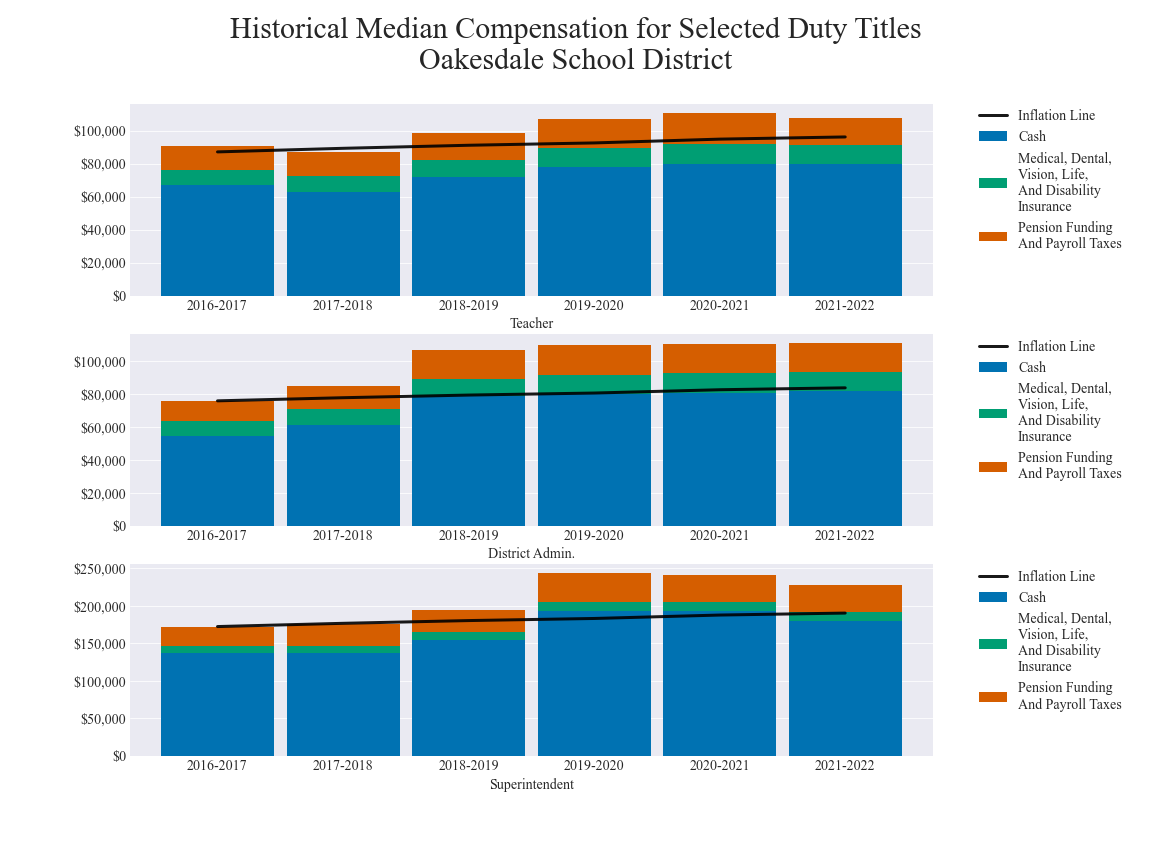 Historical Median Compensation for Selected Duty Titles
Oakesdale School District
$100,000
$80,000
$60,000
$40,000
$20,000
$0
2016-2017 2017-2018 2018-2019 2019-2020 2020-2021 2021-2022
Teacher
Inflation Line
Cash
Medical, Dental,
Vision, Life,
And Disability
Insurance
Pension Funding
And Payroll Taxes
$100,000
$80,000
$60,000
$40,000
$20,000
$0
2016-2017 2017-2018 2018-2019 2019-2020 2020-2021 2021-2022
District Admin.
Inflation Line
Cash
Medical, Dental,
Vision, Life,
And Disability
Insurance
Pension Funding
And Payroll Taxes
$250,000
$200,000
$150,000
$100,000
$50,000
$0
2016-2017 2017-2018 2018-2019 2019-2020 2020-2021 2021-2022
Superintendent
Inflation Line
Cash
Medical, Dental,
Vision, Life,
And Disability
Insurance
Pension Funding
And Payroll Taxes